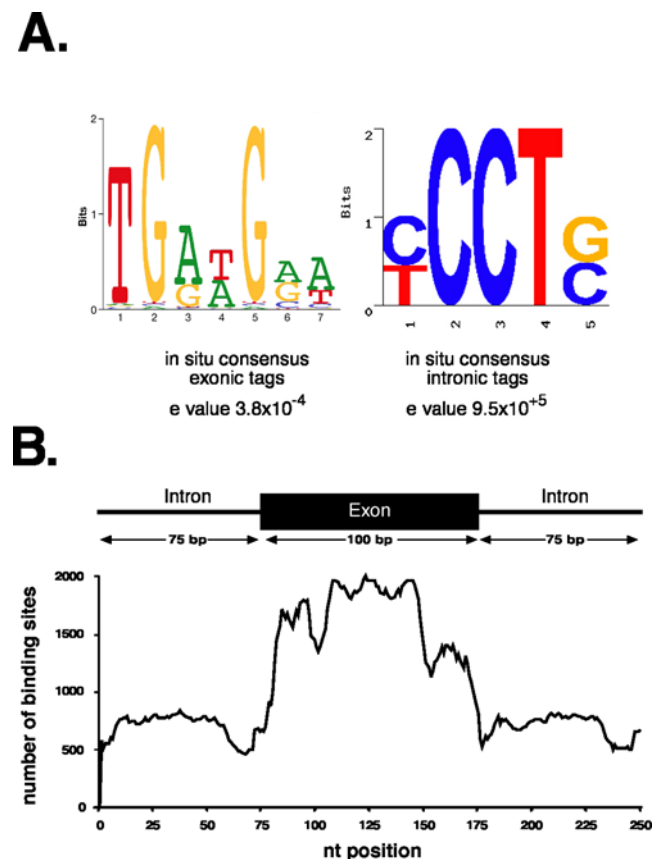 A.
2
1
0
Bits
T G A T G A A
G A G T
1 2 3 4 5 6 7
in situ consensus
exonic tags
e value 3.8x10-4
2
1
0
Bits
C C C T G
T C
1 2 3 4 5
in situ consensus
intronic tags
e value 9.5x10+5
B.
Intron Exon Intron
75 bp 100 bp 75 bp
number of binding sites
2000
1500
1000
500
0
0 25 50 75 100 125 150 175 200 225 250
nt position